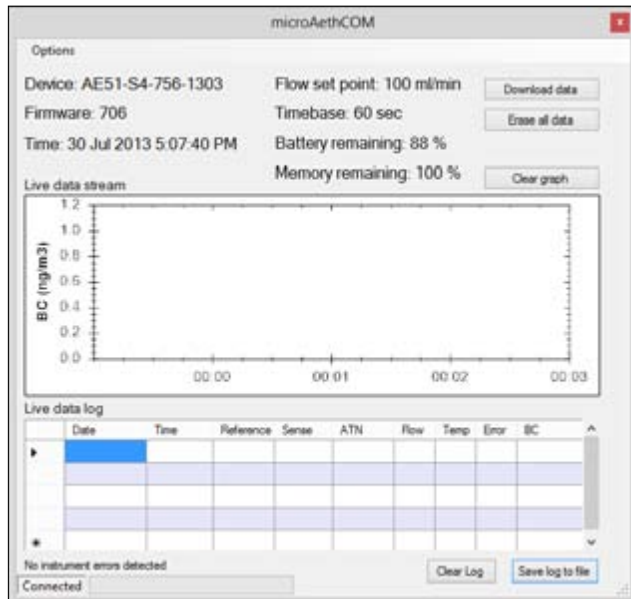 microAethCOM
x
Options
Device: AE51-S4-756-1303
Flow set point: 100 ml/min
Download data
Firmware: 706
Timebase: 60 sec
Erase all data
Time: 30 Jul 2013 5:07:40 PM
Battery remaining: 88 %
Memory remaining: 100 %
Clear graph
Live data stream
BC (ng/m3)
1.2
1.0
0.8
0.6
0.4
0.2
0.0
00:00 00:01 00:02 00:03
Live data log
Date Time Reference Sense ATN Flow Temp Error BC
No instrument errors detected
Clear Log
Save log to file
Connected